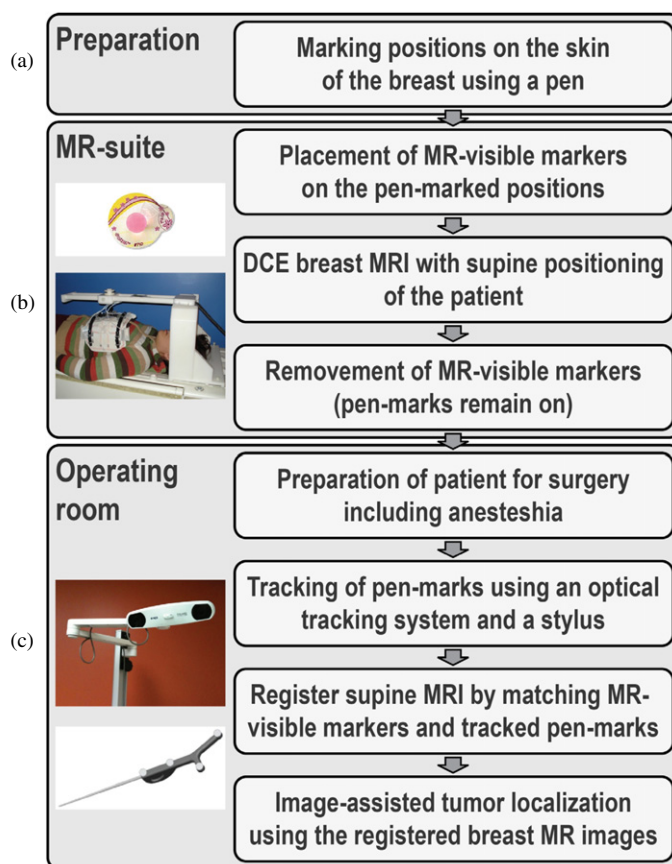 (a)
Preparation
Marking positions on the skin
of the breast using a pen
(b)
MR-suite
Placement of MR-visible markers
on the pen-marked positions
DCE breast MRI with supine positioning
of the patient
Removement of MR-visible markers
(pen-marks remain on)
(c)
Operating
room
Preparation of patient for surgery
including anesteshia
Tracking of pen-marks using an optical
tracking system and a stylus
Register supine MRI by matching MR-
visible markers and tracked pen-marks
Image-assisted tumor localization
using the registered breast MR images